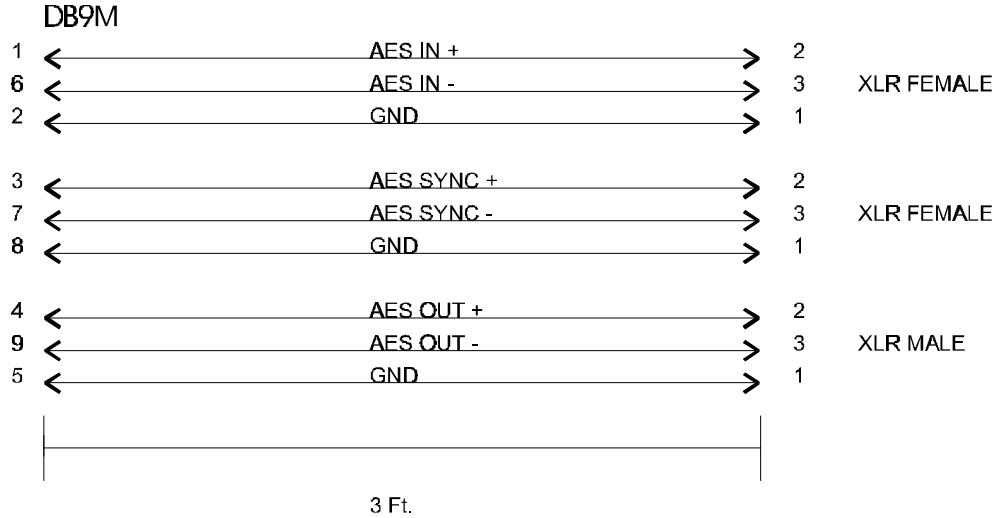 DB9M
1 AES IN + 2
6 AES IN - 3 XLR FEMALE
2 GND 1
3 AES SYNC + 2
7 AES SYNC - 3 XLR FEMALE
8 GND 1
4 AES OUT + 2
9 AES OUT - 3 XLR MALE
5 GND 1
3 Ft.